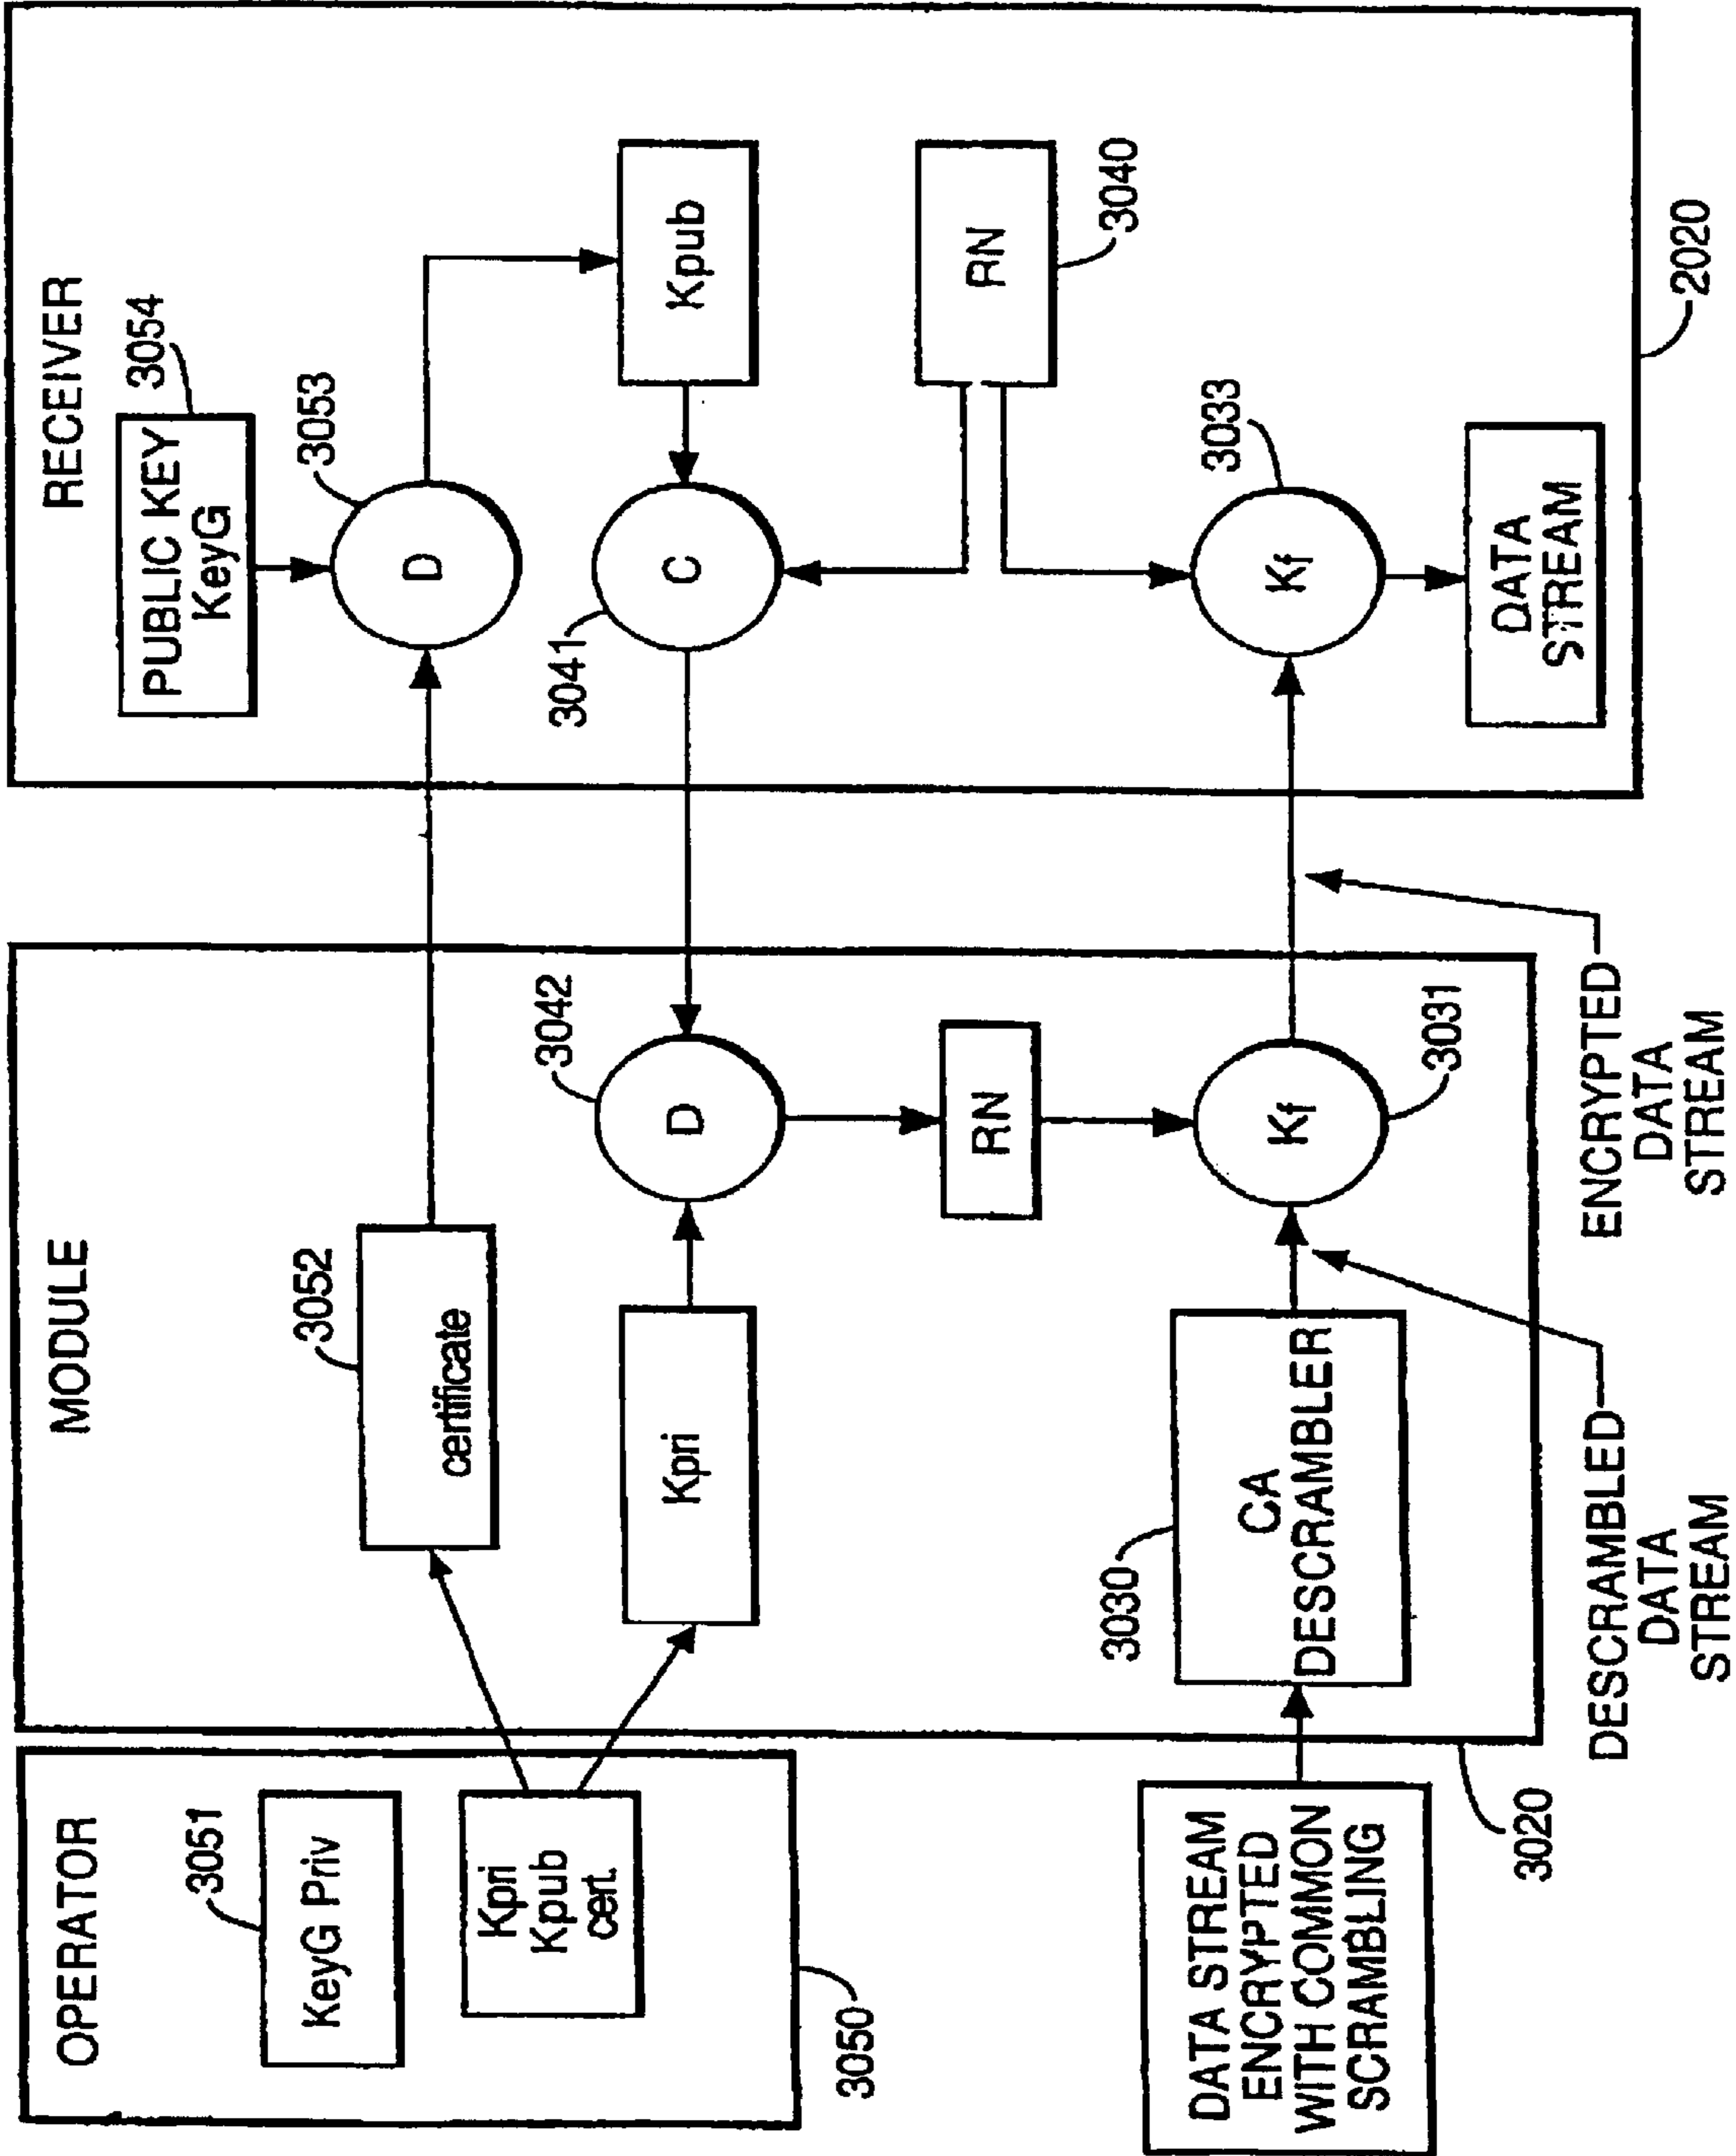 OPERATOR
3051
KeyG Priv
Kpri
Kpub
cert.
3050
DATA STREAM
ENCRYPTED
WITH COMMON
SCRAMBLING
MODULE
3052
certificate
Kpri
3042
D
RN
3030
CA
DESCRAMBLER
Kf
3031
3020
DESCRAMBLED
DATA
STREAM
ENCRYPTED
DATA
STREAM
RECEIVER
PUBLIC KEY
KeyG
3054
D
3053
Kpub
C
3041
RN
3040
Kf
3033
DATA
STREAM
2020